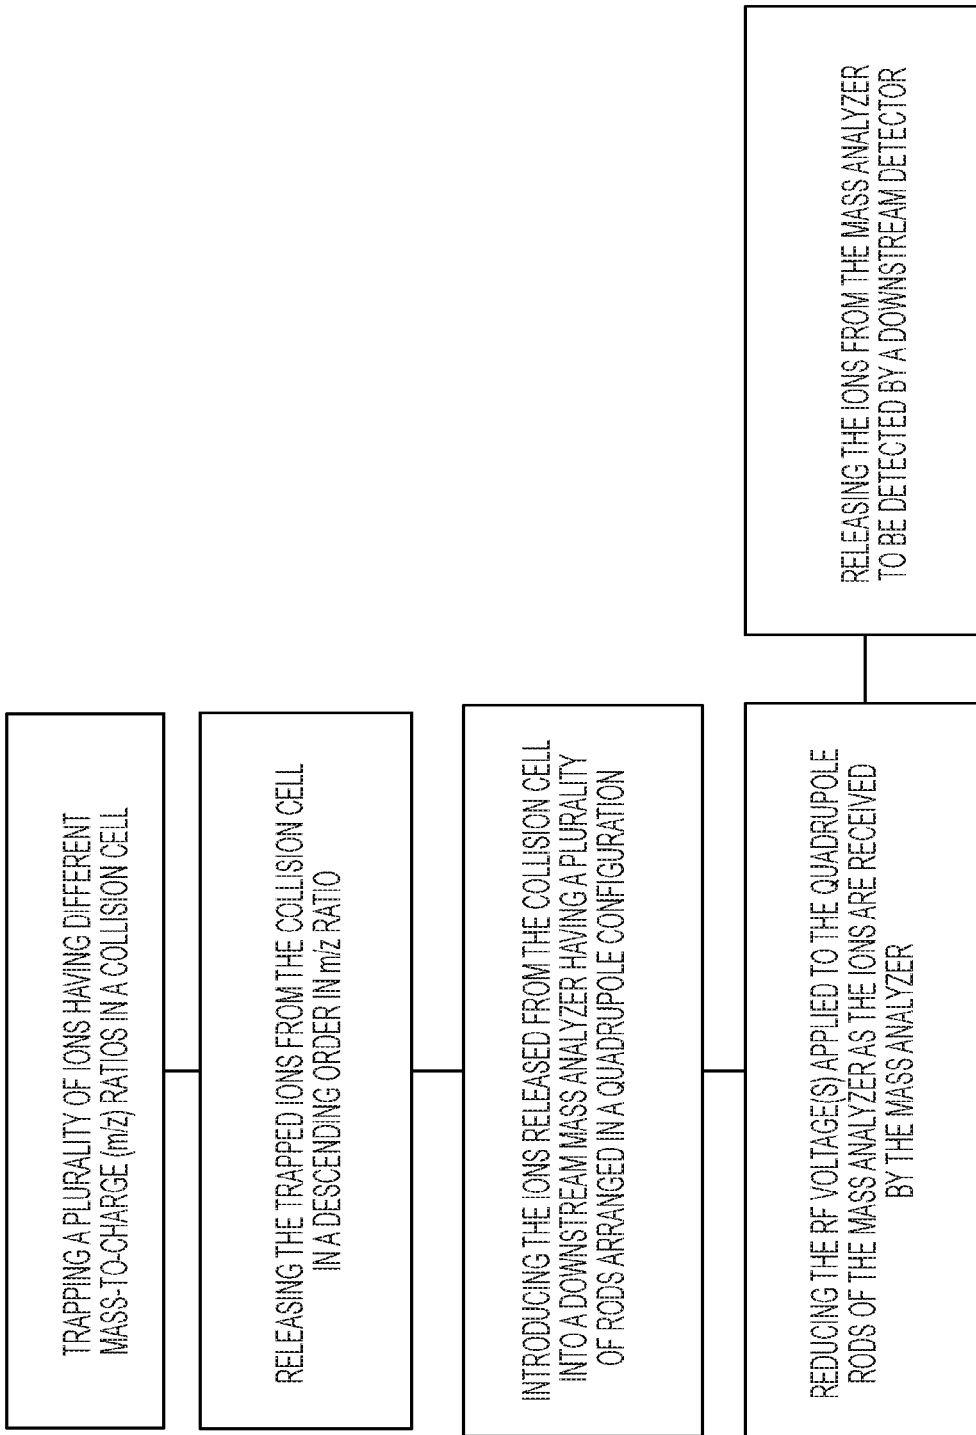 TRAPPING A PLURALITY OF IONS HAVING DIFFERENT
MASS-TO-CHARGE (m/z) RATIOS IN A COLLISION CELL
RELEASING THE TRAPPED IONS FROM THE COLLISION CELL
IN A DESCENDING ORDER IN m/z RATIO
INTRODUCING THE IONS RELEASED FROM THE COLLISION CELL
INTO A DOWNSTREAM MASS ANALYZER HAVING A PLURALITY
OF RODS ARRANGED IN A QUADRUPOLE CONFIGURATION
REDUCING THE RF VOLTAGE(S) APPLIED TO THE QUADRUPOLE
RODS OF THE MASS ANALYZER AS THE IONS ARE RECEIVED
BY THE MASS ANALYZER
RELEASING THE IONS FROM THE MASS ANALYZER
TO BE DETECTED BY A DOWNSTREAM DETECTOR